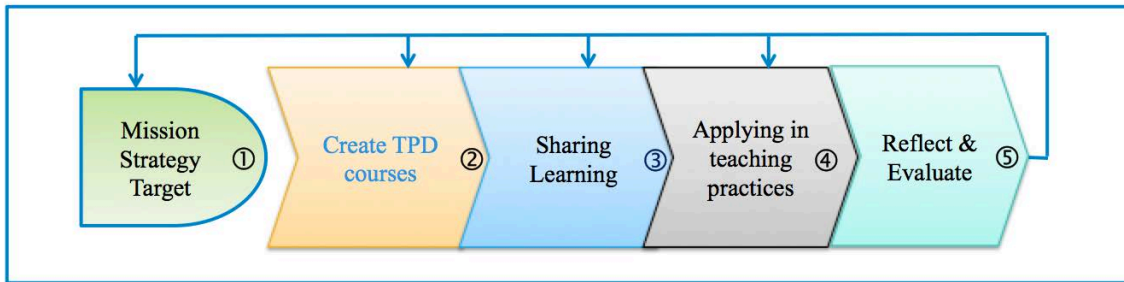 Mission
Strategy
Target
①
Create TPD
courses
②
Sharing
Learning
③
Applying in
teaching
practices
④
Reflect &
Evaluate
⑤